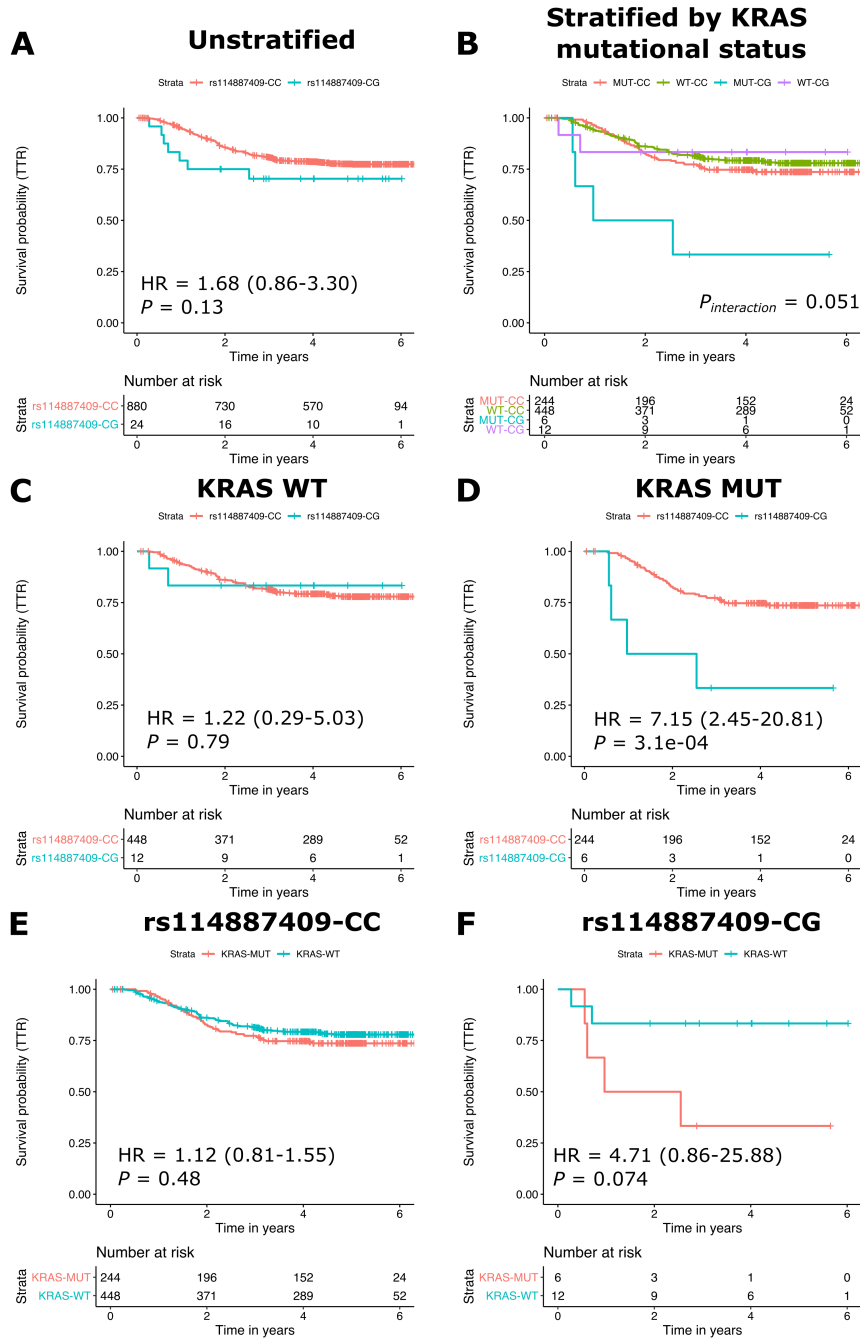 A
Unstratified
Strata rs114887409-CC rs114887409-CG
Survival probability (TTR)
1.00
0.75
0.50
0.25
0.00
HR = 1.68 (0.86-3.30)
P = 0.13
0 2 4 6
Time in years
Number at risk
Strata
rs114887409-CC 880 730 570 94
rs114887409-CG 24 16 10 1
0 2 4 6
Time in years
B
Stratified by KRAS
mutational status
Strata MUT-CC WT-CC MUT-CG WT-CG
Survival probability (TTR)
1.00
0.75
0.50
0.25
0.00
Pinteraction = 0.051
0 2 4 6
Time in years
Number at risk
Strata
MUT-CC 244 196 152 24
WT-CC 448 371 289 52
MUT-CG 6 3 1 0
WT-CG 12 9 6 1
0 2 4 6
Time in years
C
KRAS WT
Strata rs114887409-CC rs114887409-CG
Survival probability (TTR)
1.00
0.75
0.50
0.25
0.00
HR = 1.22 (0.29-5.03)
P = 0.79
0 2 4 6
Time in years
Number at risk
Strata
rs114887409-CC 448 371 289 52
rs114887409-CG 12 9 6 1
0 2 4 6
Time in years
D
KRAS MUT
Strata rs114887409-CC rs114887409-CG
Survival probability (TTR)
1.00
0.75
0.50
0.25
0.00
HR = 7.15 (2.45-20.81)
P = 3.1e-04
0 2 4 6
Time in years
Number at risk
Strata
rs114887409-CC 244 196 152 24
rs114887409-CG 6 3 1 0
0 2 4 6
Time in years
E
rs114887409-CC
Strata KRAS-MUT KRAS-WT
Survival probability (TTR)
1.00
0.75
0.50
0.25
0.00
HR = 1.12 (0.81-1.55)
P = 0.48
0 2 4 6
Time in years
Number at risk
Strata
KRAS-MUT 244 196 152 24
KRAS-WT 448 371 289 52
0 2 4 6
Time in years
F
rs114887409-CG
Strata KRAS-MUT KRAS-WT
Survival probability (TTR)
1.00
0.75
0.50
0.25
0.00
HR = 4.71 (0.86-25.88)
P = 0.074
0 2 4 6
Time in years
Number at risk
Strata
KRAS-MUT 6 3 1 0
KRAS-WT 12 9 6 1
0 2 4 6
Time in years